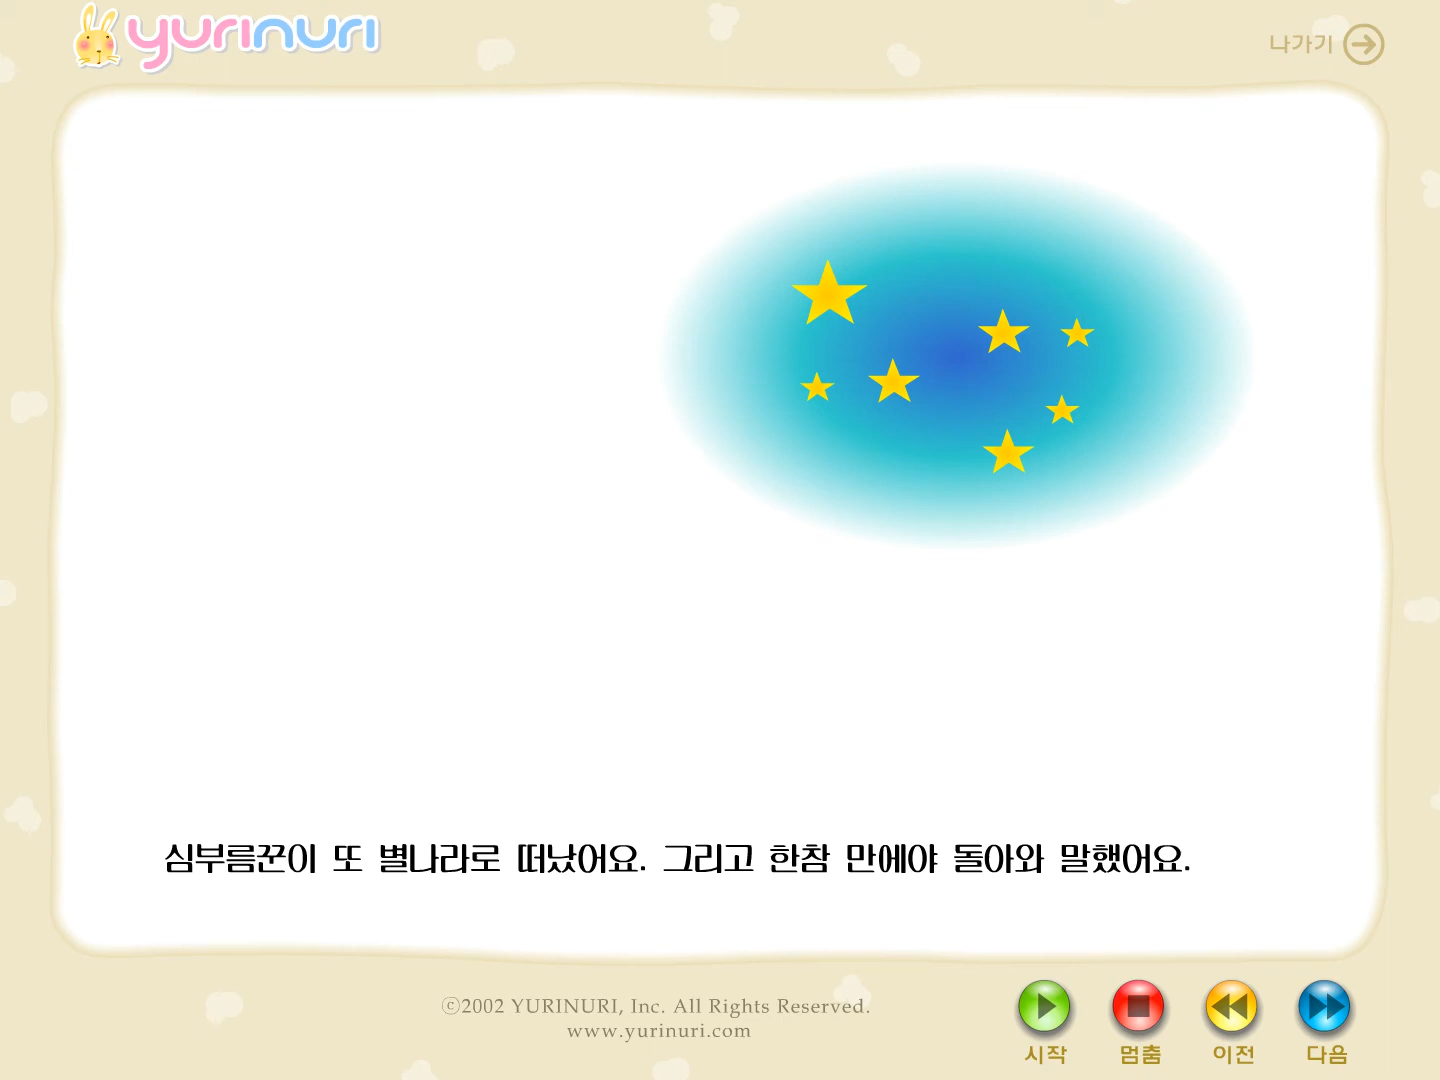 yurinuri
나가기
심부름꾼이 또 별나라로 떠났어요. 그리고 한참 만에야 돌아와 말했어요.
ⓒ2002 YURINURI, Inc. All Rights Reserved.
www.yurinuri.com
시작 멈춤 이전 다음